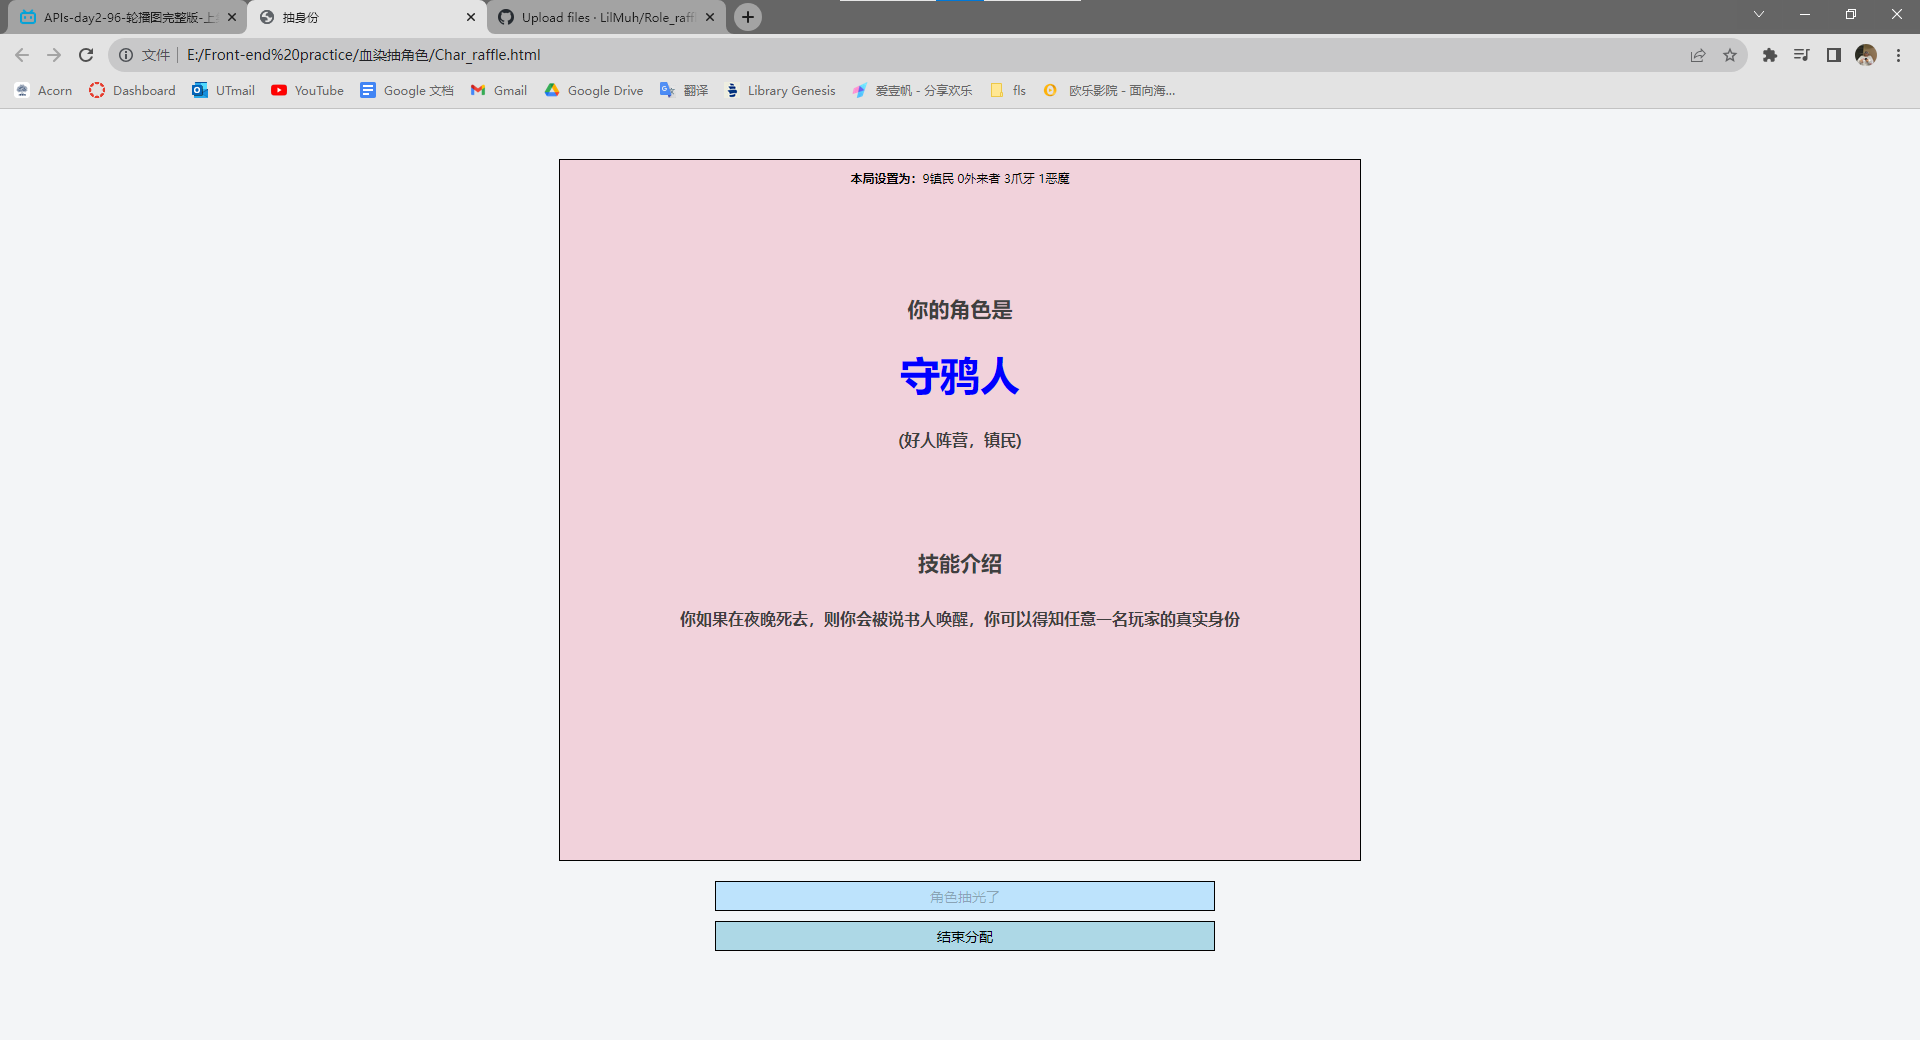 APIs-day2-96-轮播图完整版-上
抽身份
Upload files · LilMuh/Role_raff
文件
E:/Front-end%20practice/血染抽角色/Char_raffle.html
Acorn
Dashboard
UTmail
YouTube
Google 文档
Gmail
Google Drive
翻译
Library Genesis
爱壹帆 - 分享欢乐
fls
欧乐影院 - 面向海...
本局设置为：9镇民 0外来者 3爪牙 1恶魔
你的角色是
守鸦人
(好人阵营，镇民)
技能介绍
你如果在夜晚死去，则你会被说书人唤醒，你可以得知任意一名玩家的真实身份
角色抽光了
结束分配